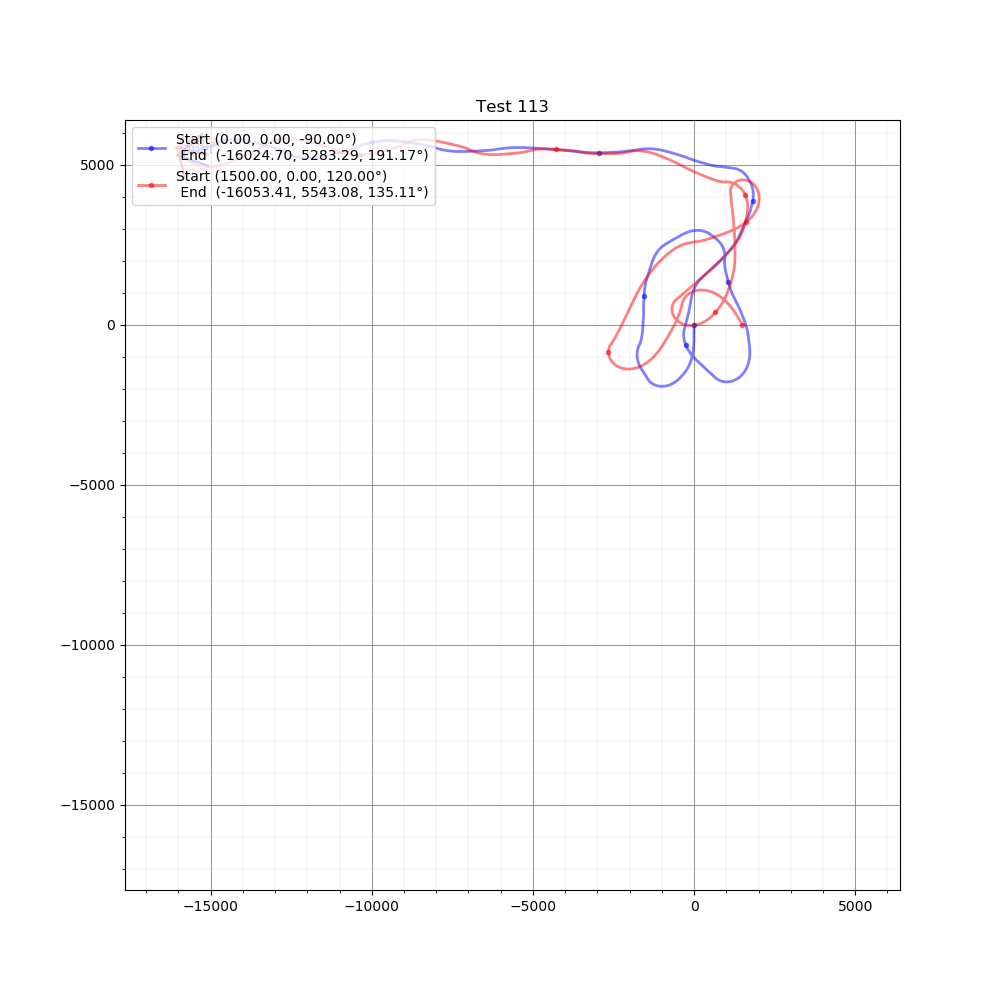 Test 113
Start (0.00, 0.00, -90.00°)
End (-16024.70, 5283.29, 191.17°)
Start (1500.00, 0.00, 120.00°)
End (-16053.41, 5543.08, 135.11°)
5000
0
−5000
−10000
−15000
−15000 −10000 −5000 0 5000